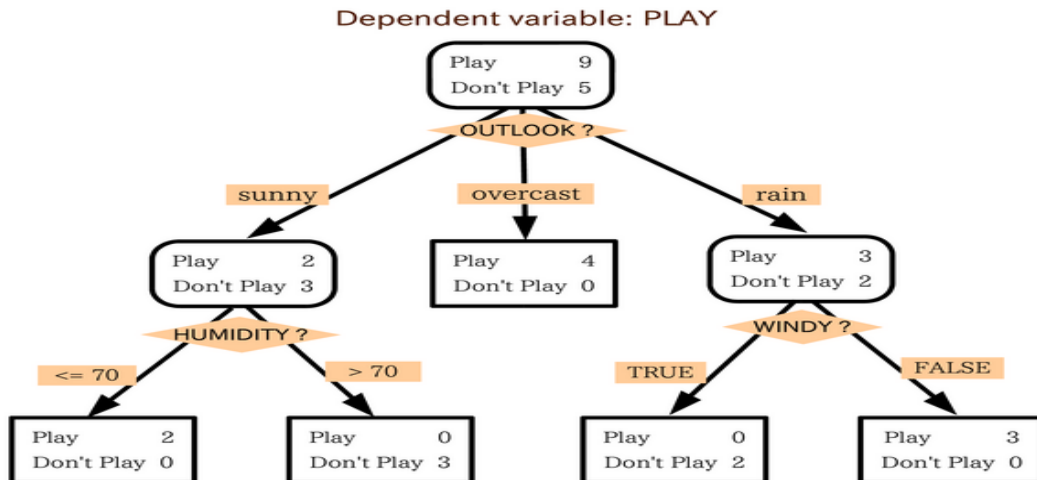 Dependent variable: PLAY
Play 9
Don't Play 5
OUTLOOK ?
sunny
overcast
rain
Play 2
Don't Play 3
Play 4
Don't Play 0
Play 3
Don't Play 2
HUMIDITY ?
WINDY ?
<= 70
> 70
TRUE
FALSE
Play 2
Don't Play 0
Play 0
Don't Play 3
Play 0
Don't Play 2
Play 3
Don't Play 0